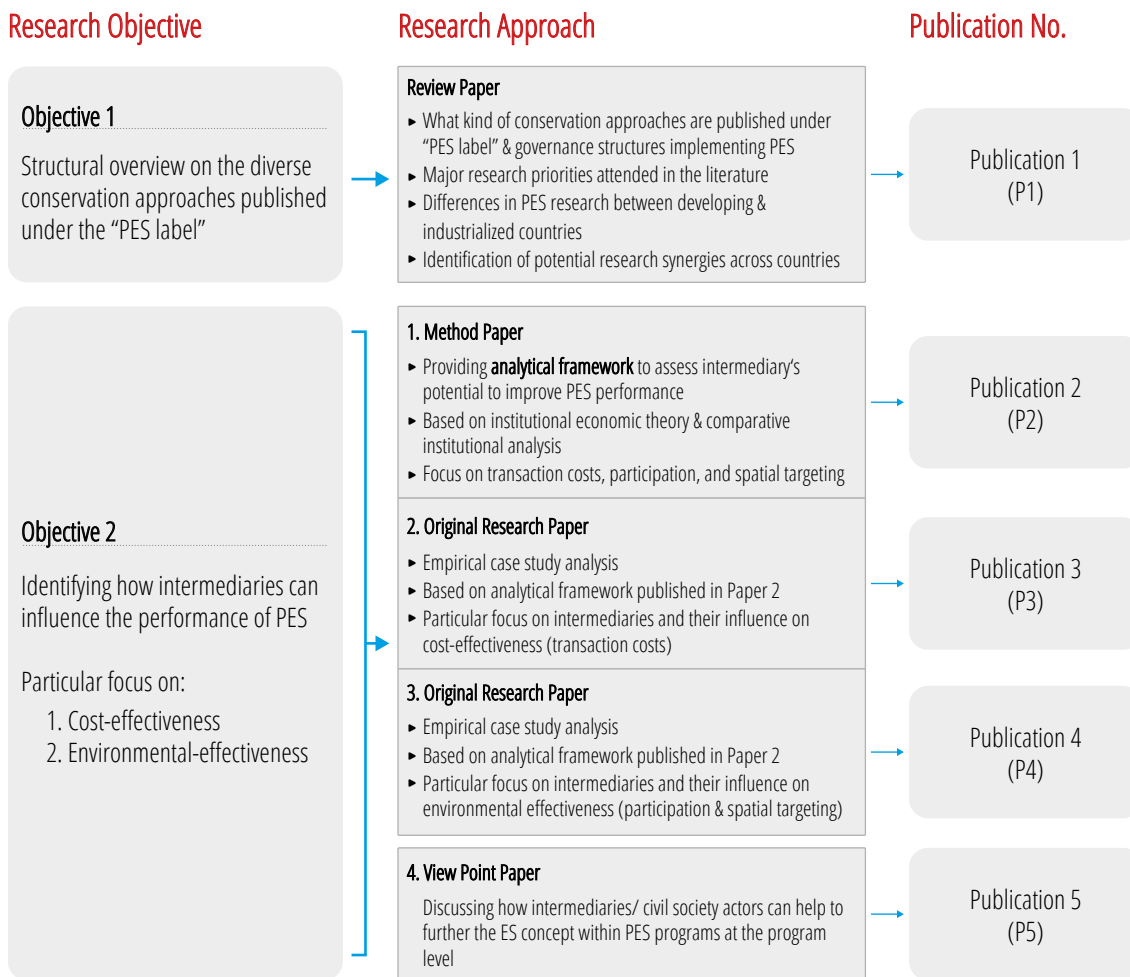 Research Objective
Research Approach
Publication No.
Objective 1
Structural overview on the diverse
conservation approaches published
under the “PES label”
Review Paper
▸ What kind of conservation approaches are published under
“PES label” & governance structures implementing PES
▸ Major research priorities attended in the literature
▸ Differences in PES research between developing &
industrialized countries
▸ Identification of potential research synergies across countries
Publication 1
(P1)
Objective 2
Identifying how intermediaries can
influence the performance of PES
Particular focus on:
1. Cost-effectiveness
2. Environmental-effectiveness
1. Method Paper
▸ Providing analytical framework to assess intermediary‘s
potential to improve PES performance
▸ Based on institutional economic theory & comparative
institutional analysis
▸ Focus on transaction costs, participation, and spatial targeting
Publication 2
(P2)
2. Original Research Paper
▸ Empirical case study analysis
▸ Based on analytical framework published in Paper 2
▸ Particular focus on intermediaries and their influence on
cost-effectiveness (transaction costs)
Publication 3
(P3)
3. Original Research Paper
▸ Empirical case study analysis
▸ Based on analytical framework published in Paper 2
▸ Particular focus on intermediaries and their influence on
environmental effectiveness (participation & spatial targeting)
Publication 4
(P4)
4. View Point Paper
Discussing how intermediaries/ civil society actors can help to
further the ES concept within PES programs at the program
level
Publication 5
(P5)